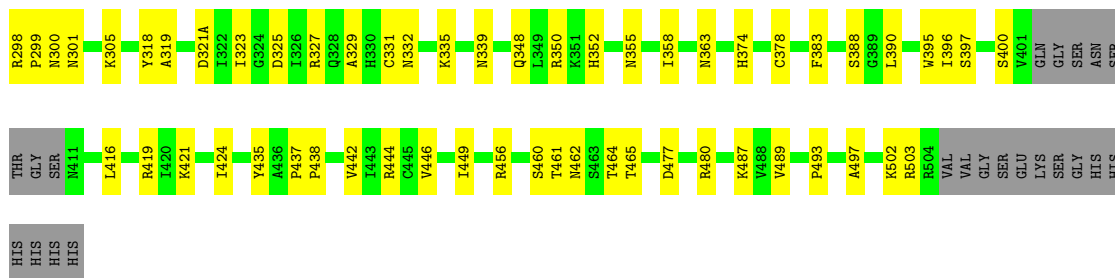 R298 P299 N300 N301 K305 Y318 A319 D321A I322 I323 G324 D325 I326 R327 Q328 A329 H330 C331 N332 K335 N339 Q348 L349 R350 K351 H352 N355 I358 N363 H374 C378 F383 S388 G389 L390 W395 I396 S397 S400 V401 GLN GLY SER ASN SER
THR GLY SER N411 L416 R419 I420 K421 I424 Y435 A436 P437 P438 V442 I443 R444 C445 V446 I449 R456 S460 T461 N462 S463 T464 T465 D477 R480 K487 V488 V489 P493 A497 K502 R503 R504 VAL VAL GLY SER GLU LYS SER GLY HIS HIS
HIS HIS HIS HIS